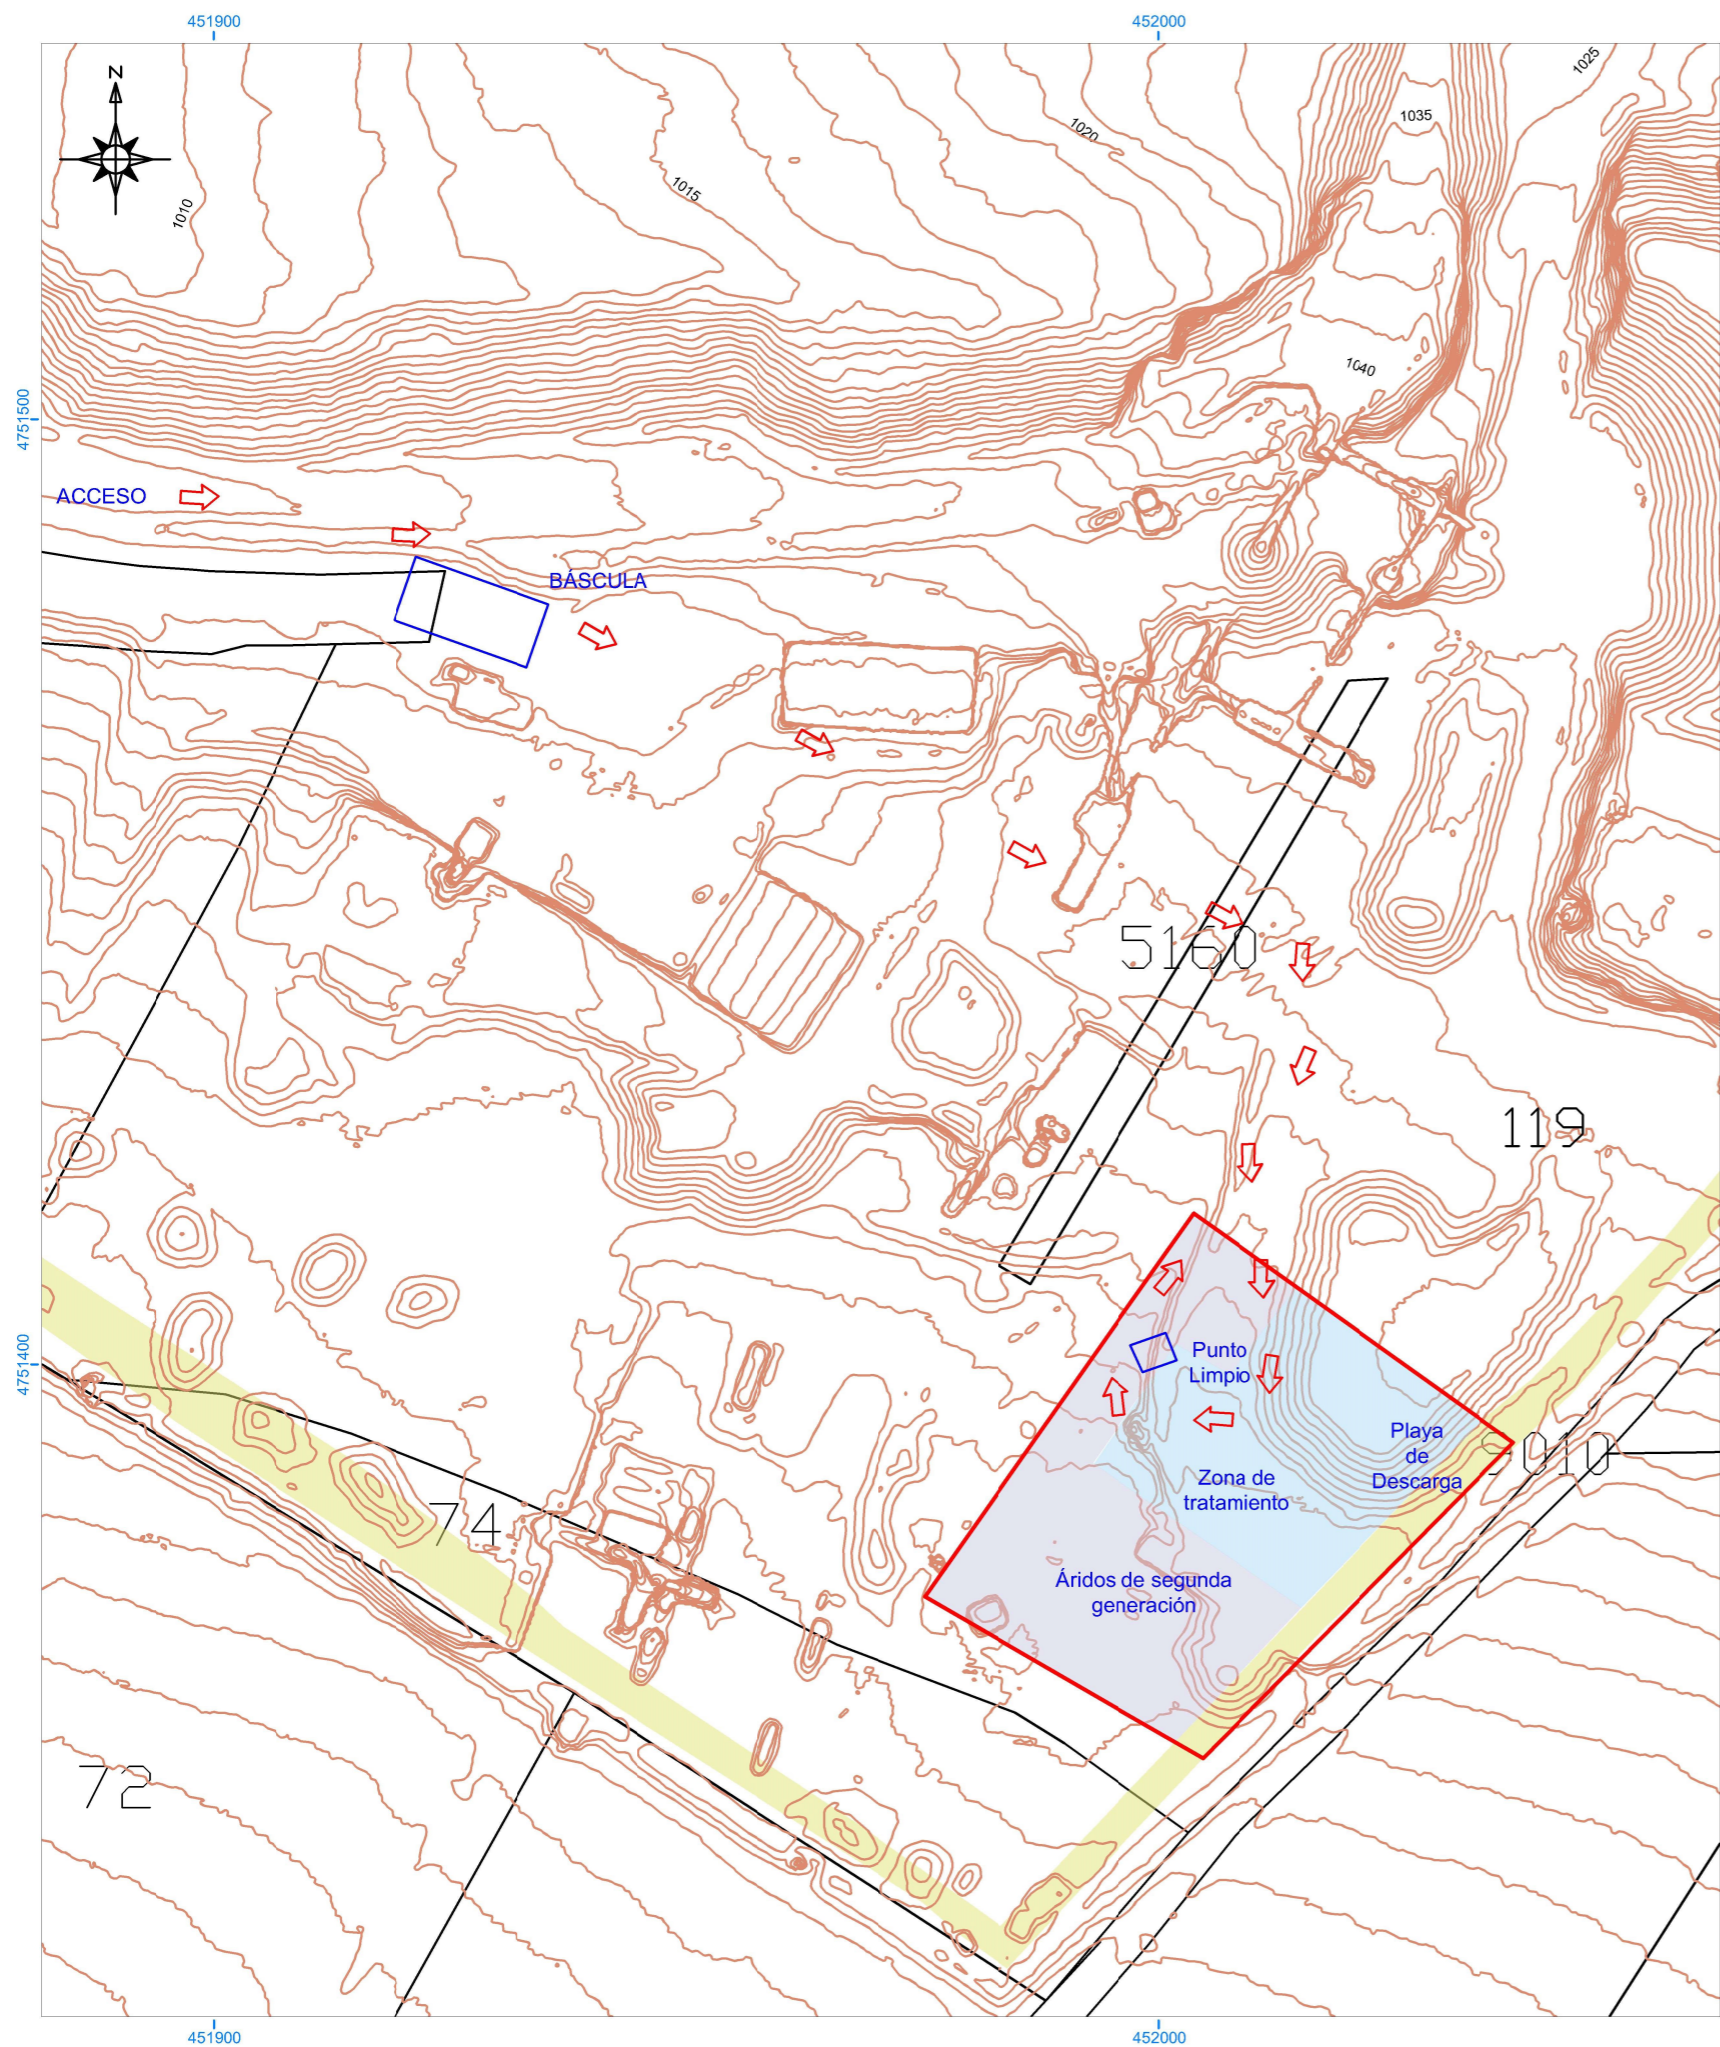 451900
452000
N
1010
1015
1020
1025
1035
1040
4751500
ACCESO
BÁSCULA
5160
119
4751400
Punto
Limpio
Playa
de
Descarga
9010
Zona de
tratamiento
74
Áridos de segunda
generación
72
451900
452000